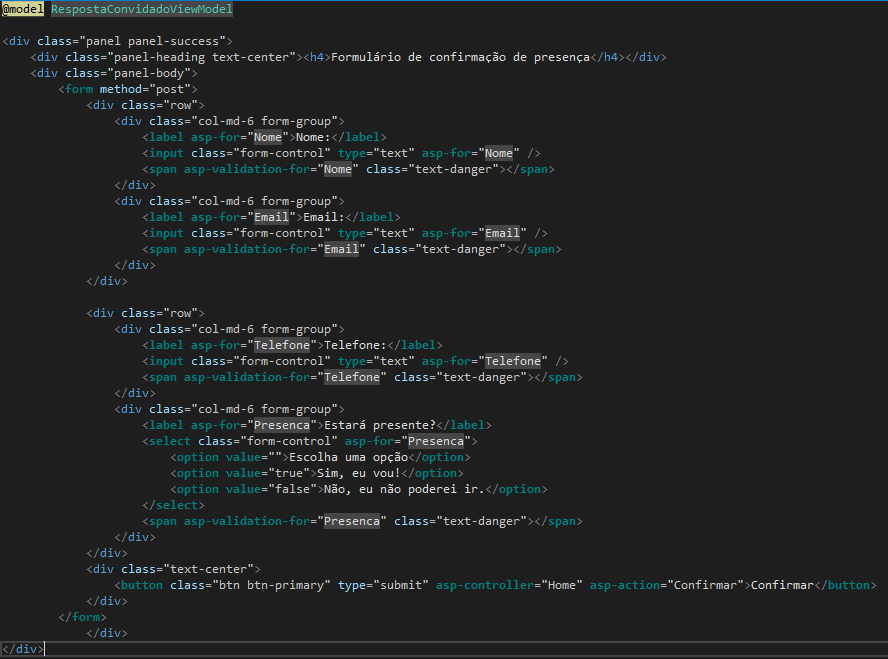 @model RespostaConvidadoViewModel
<div class="panel panel-success">
<div class="panel-heading text-center"><h4>Formulário de confirmação de presença</h4></div>
<div class="panel-body">
<form method="post">
<div class="row">
<div class="col-md-6 form-group">
<label asp-for="Nome">Nome:</label>
<input class="form-control" type="text" asp-for="Nome" />
<span asp-validation-for="Nome" class="text-danger"></span>
</div>
<div class="col-md-6 form-group">
<label asp-for="Email">Email:</label>
<input class="form-control" type="text" asp-for="Email" />
<span asp-validation-for="Email" class="text-danger"></span>
</div>
</div>
<div class="row">
<div class="col-md-6 form-group">
<label asp-for="Telefone">Telefone:</label>
<input class="form-control" type="text" asp-for="Telefone" />
<span asp-validation-for="Telefone" class="text-danger"></span>
</div>
<div class="col-md-6 form-group">
<label asp-for="Presenca">Estará presente?</label>
<select class="form-control" asp-for="Presenca">
<option value="">Escolha uma opção</option>
<option value="true">Sim, eu vou!</option>
<option value="false">Não, eu não poderei ir.</option>
</select>
<span asp-validation-for="Presenca" class="text-danger"></span>
</div>
</div>
<div class="text-center">
<button class="btn btn-primary" type="submit" asp-controller="Home" asp-action="Confirmar">Confirmar</button>
</div>
</form>
</div>
</div>